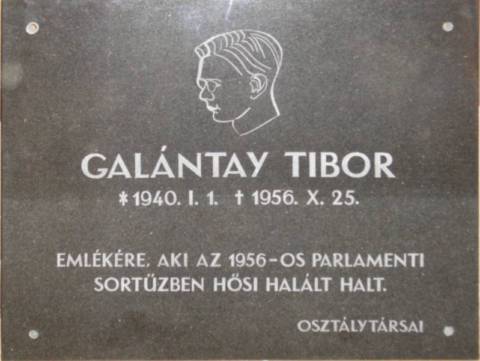 GALÁNTAY TIBOR
* 1940. I. 1. † 1956. X. 25.
EMLÉKÉRE, AKI AZ 1956-OS PARLAMENTI
SORTŰZBEN HŐSI HALÁLT HALT.
OSZTÁLYTÁRSAI